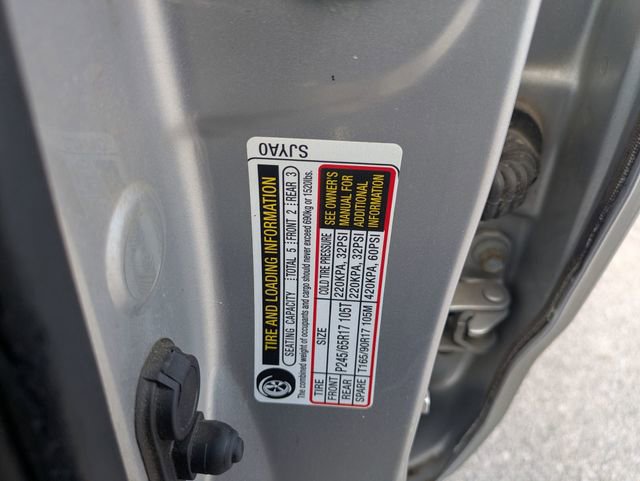 SJYA0
TIRE AND LOADING INFORMATION
SEATING CAPACITY TOTAL 5 FRONT 2 REAR 3
The combined weight of occupants and cargo should never exceed 690kg or 1520lbs.
TIRE SIZE COLD TIRE PRESSURE
FRONT P245/65R17 105T 220KPA, 32PSI
REAR 220KPA, 32PSI
SPARE T165/90R17 105M 420KPA, 60PSI
SEE OWNER'S
MANUAL FOR
ADDITIONAL
INFORMATION